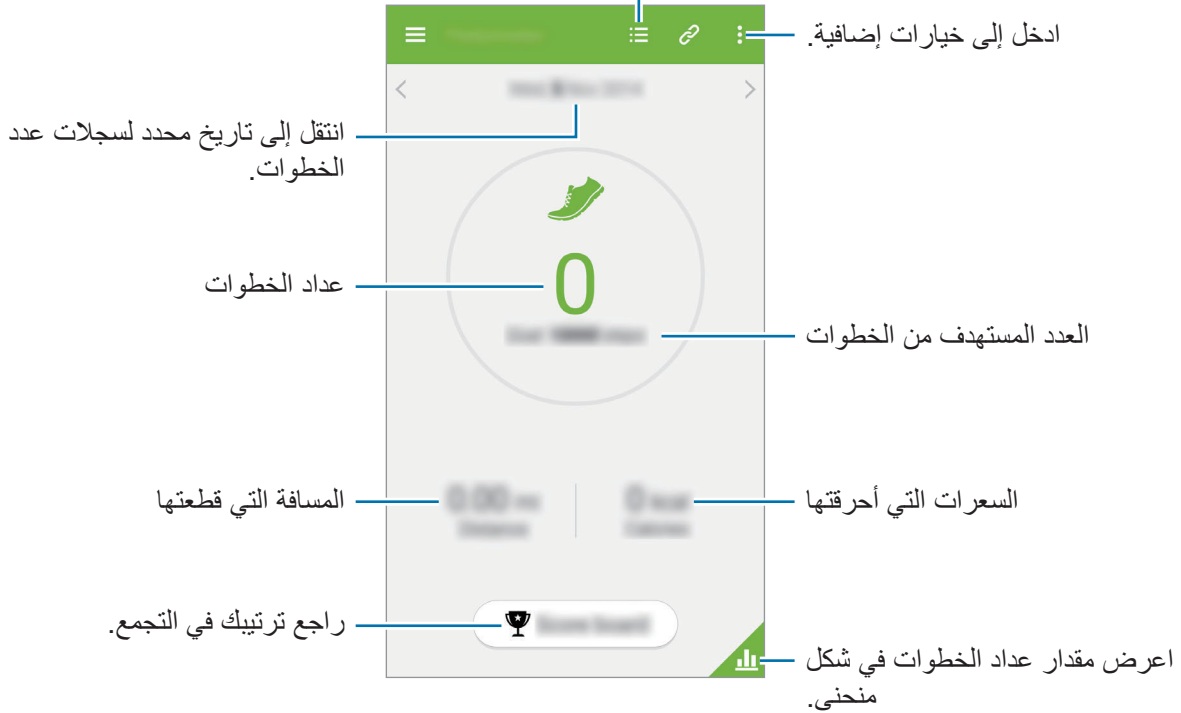 ادخل إلى خيارات إضافية.
انتقل إلى تاريخ محدد لسجلات عدد
الخطوات.
عداد الخطوات
0
العدد المستهدف من الخطوات
السعرات التي أحرقتها
المسافة التي قطعتها
راجع ترتيبك في التجمع.
اعرض مقدار عداد الخطوات في شكل
منحنى.